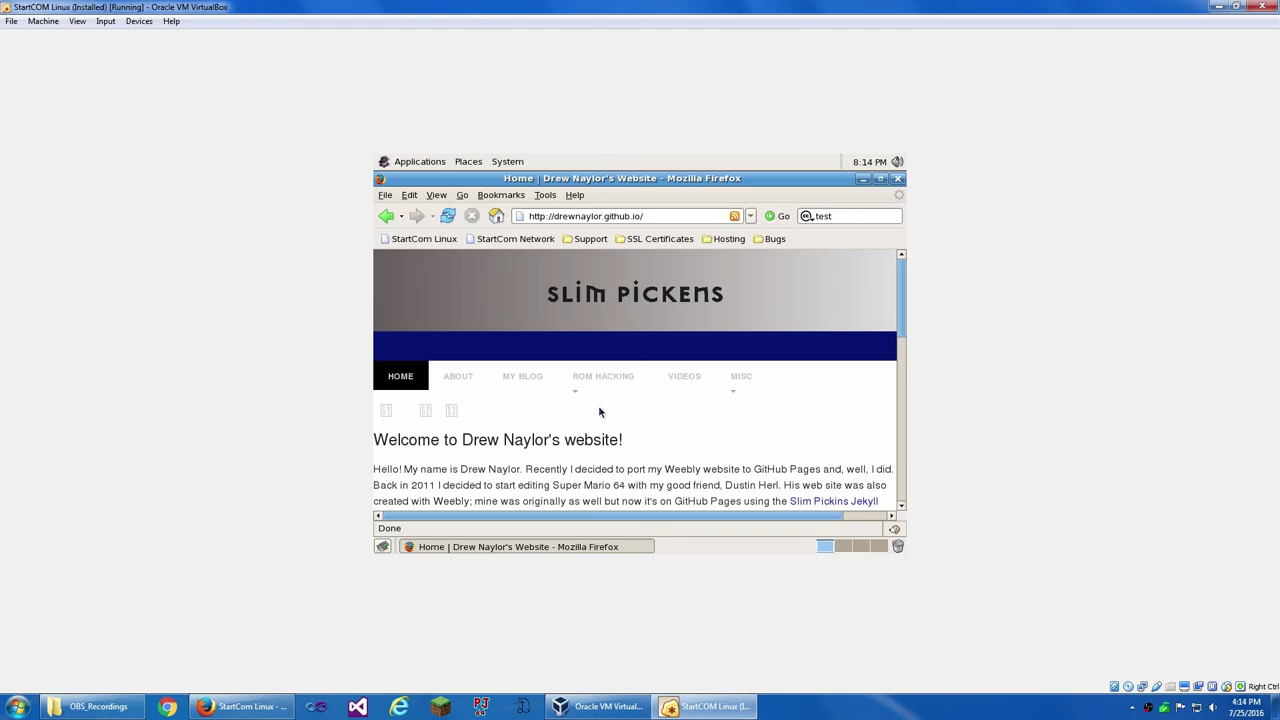 StartCOM Linux (Installed) [Running] - Oracle VM VirtualBox
File Machine View Input Devices Help
Applications Places System 8:14 PM
Home | Drew Naylor's Website - Mozilla Firefox
File Edit View Go Bookmarks Tools Help
http://drewnaylor.github.io/ Go test
StartCom Linux StartCom Network Support SSL Certificates Hosting Bugs
SLiM PiCKENS
HOME ABOUT MY BLOG ROM HACKING VIDEOS MISC
Welcome to Drew Naylor's website!
Hello! My name is Drew Naylor. Recently I decided to port my Weebly website to GitHub Pages and, well, I did.
Back in 2011 I decided to start editing Super Mario 64 with my good friend, Dustin Herl. His web site was also
created with Weebly; mine was originally as well but now it's on GitHub Pages using the Slim Pickins Jekyll
Done
Home | Drew Naylor's Website - Mozilla Firefox
Right Ctrl
OBS_Recordings StartCom Linux - ... Oracle VM Virtual... StartCOM Linux (I... 4:14 PM
7/25/2016